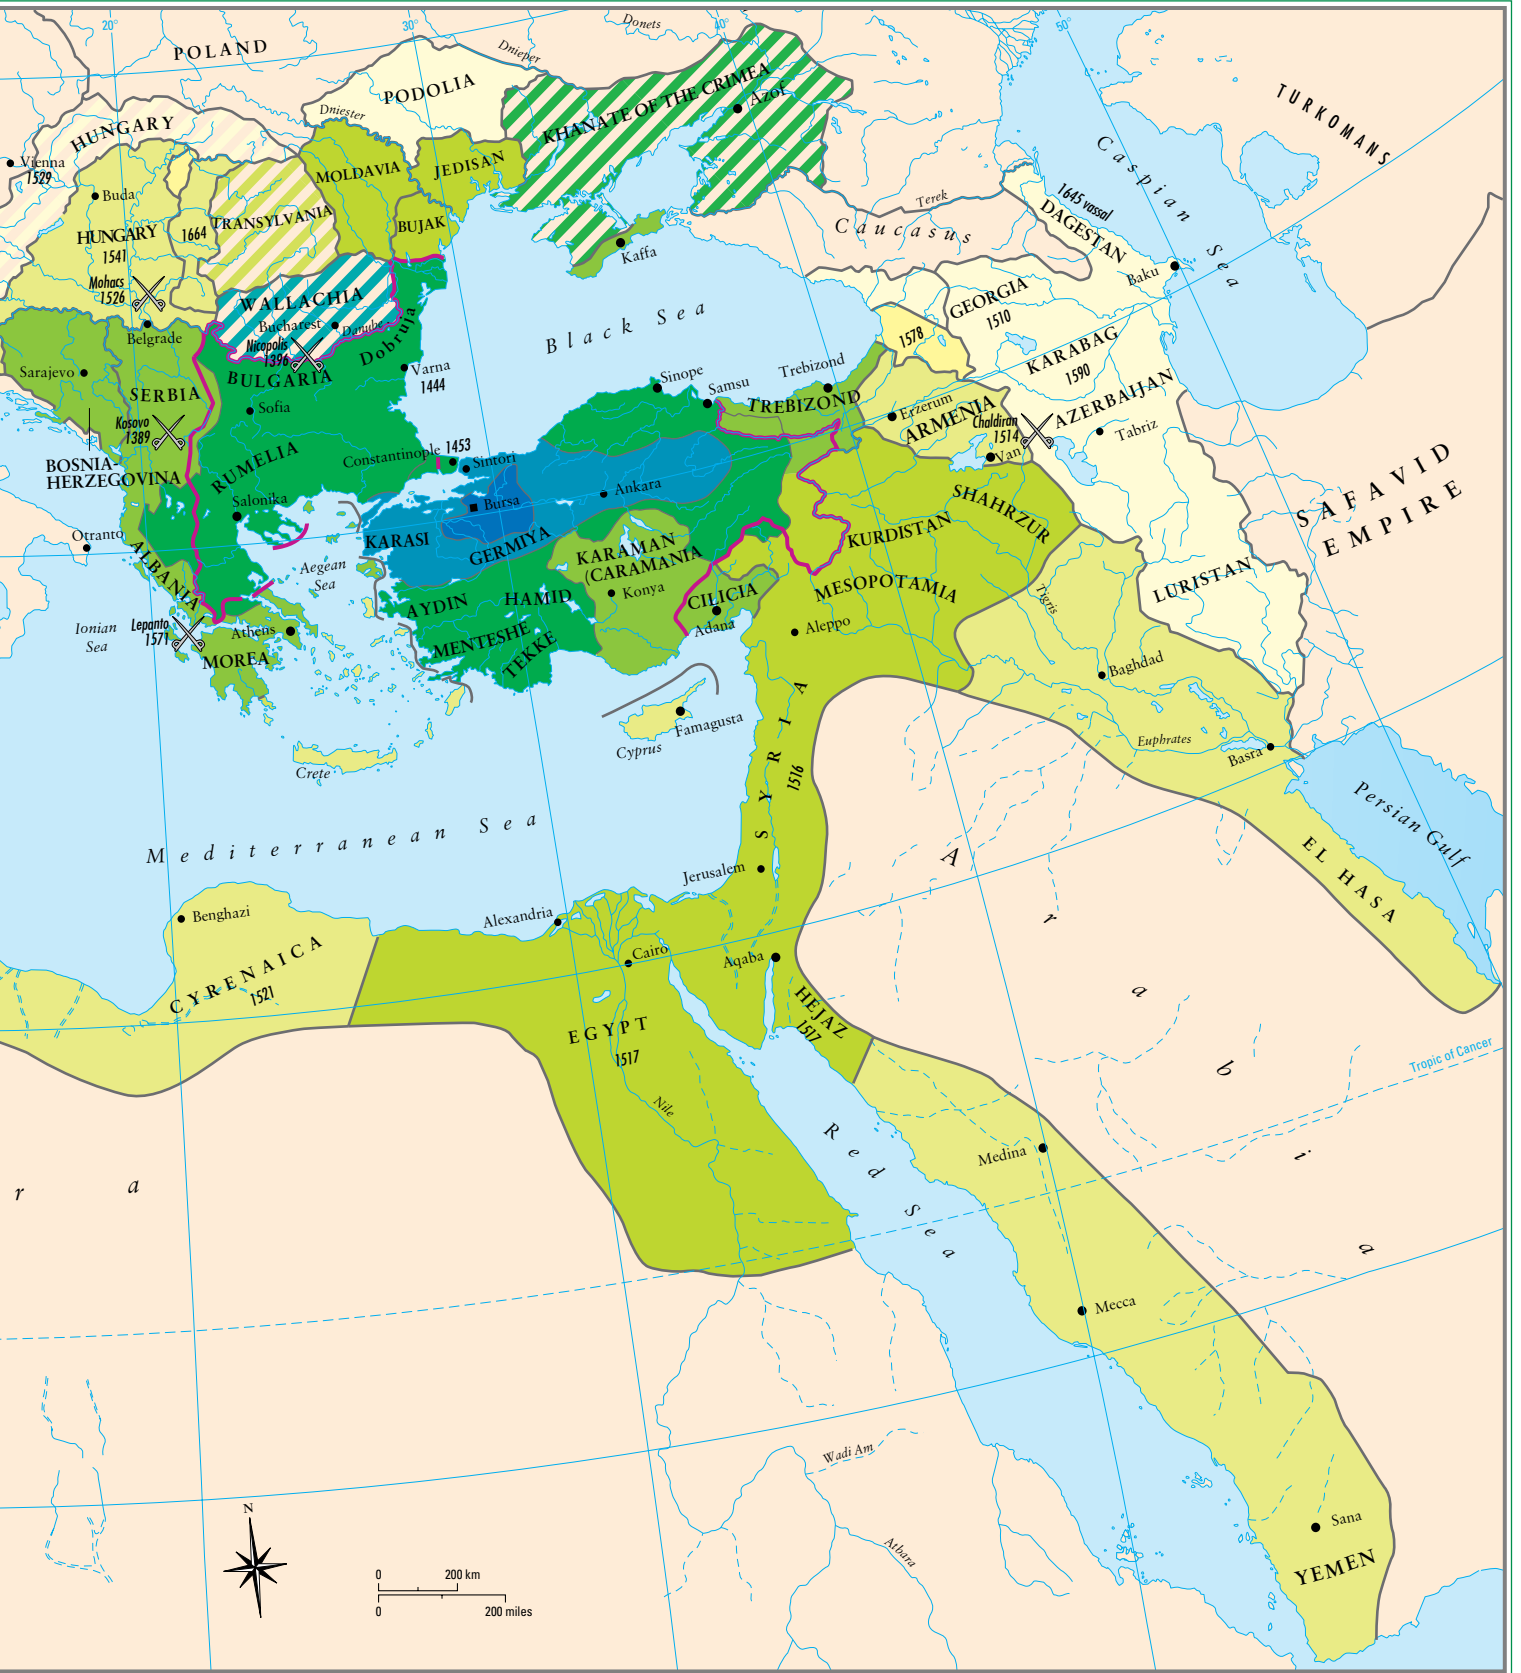 20°
30°
40°
50°
Donets
POLAND
Dnieper
PODOLIA
KHANATE OF THE CRIMEA
Azof
TURKOMANS
Dniester
HUNGARY
Vienna
1529
Caspian Sea
MOLDAVIA
JEDISAN
Buda
TRANSYLVANIA
1664
BUJAK
HUNGARY
1541
Terek
Caucasus
1645 vassal
DAGESTAN
Kaffa
Baku
Mohacs
1526
WALLACHIA
Bucharest
Danube
Belgrade
Nicopolis
1396
Dobruja
Black Sea
GEORGIA
1510
1578
KARABAG
1590
Sarajevo
BULGARIA
Varna
1444
SERBIA
Sofia
Sinope
Samsu
Trebizond
TREBIZOND
Erzerum
ARMENIA
AZERBAIJAN
Chaldiran
1514
Tabriz
Van
Kosovo
1389
BOSNIA-
HERZEGOVINA
RUMELIA
Constantinople 1453
Sintori
Salonika
Bursa
Ankara
SHAHRZUR
SAFAVID
EMPIRE
Otranto
ALBANIA
KARASI
GERMIYA
KARAMAN
(CARAMANIA
KURDISTAN
Aegean
Sea
MESOPOTAMIA
LURISTAN
Tigris
AYDIN
HAMID
Konya
CILICIA
Adana
Aleppo
Ionian
Sea
Lepanto
1571
Athens
MOREA
MENTESHE
TEKKE
Baghdad
Famagusta
Cyprus
Crete
SYRIA
1516
Euphrates
Basra
Persian Gulf
Mediterranean Sea
EL HASA
Jerusalem
Arabia
Benghazi
Alexandria
Cairo
Aqaba
CYRENAICA
1521
HEJAZ
1517
EGYPT
1517
Tropic of Cancer
Nile
Red Sea
Medina
r a
Mecca
Wadi Am
Sana
Atbara
YEMEN
N
0 200 km
0 200 miles